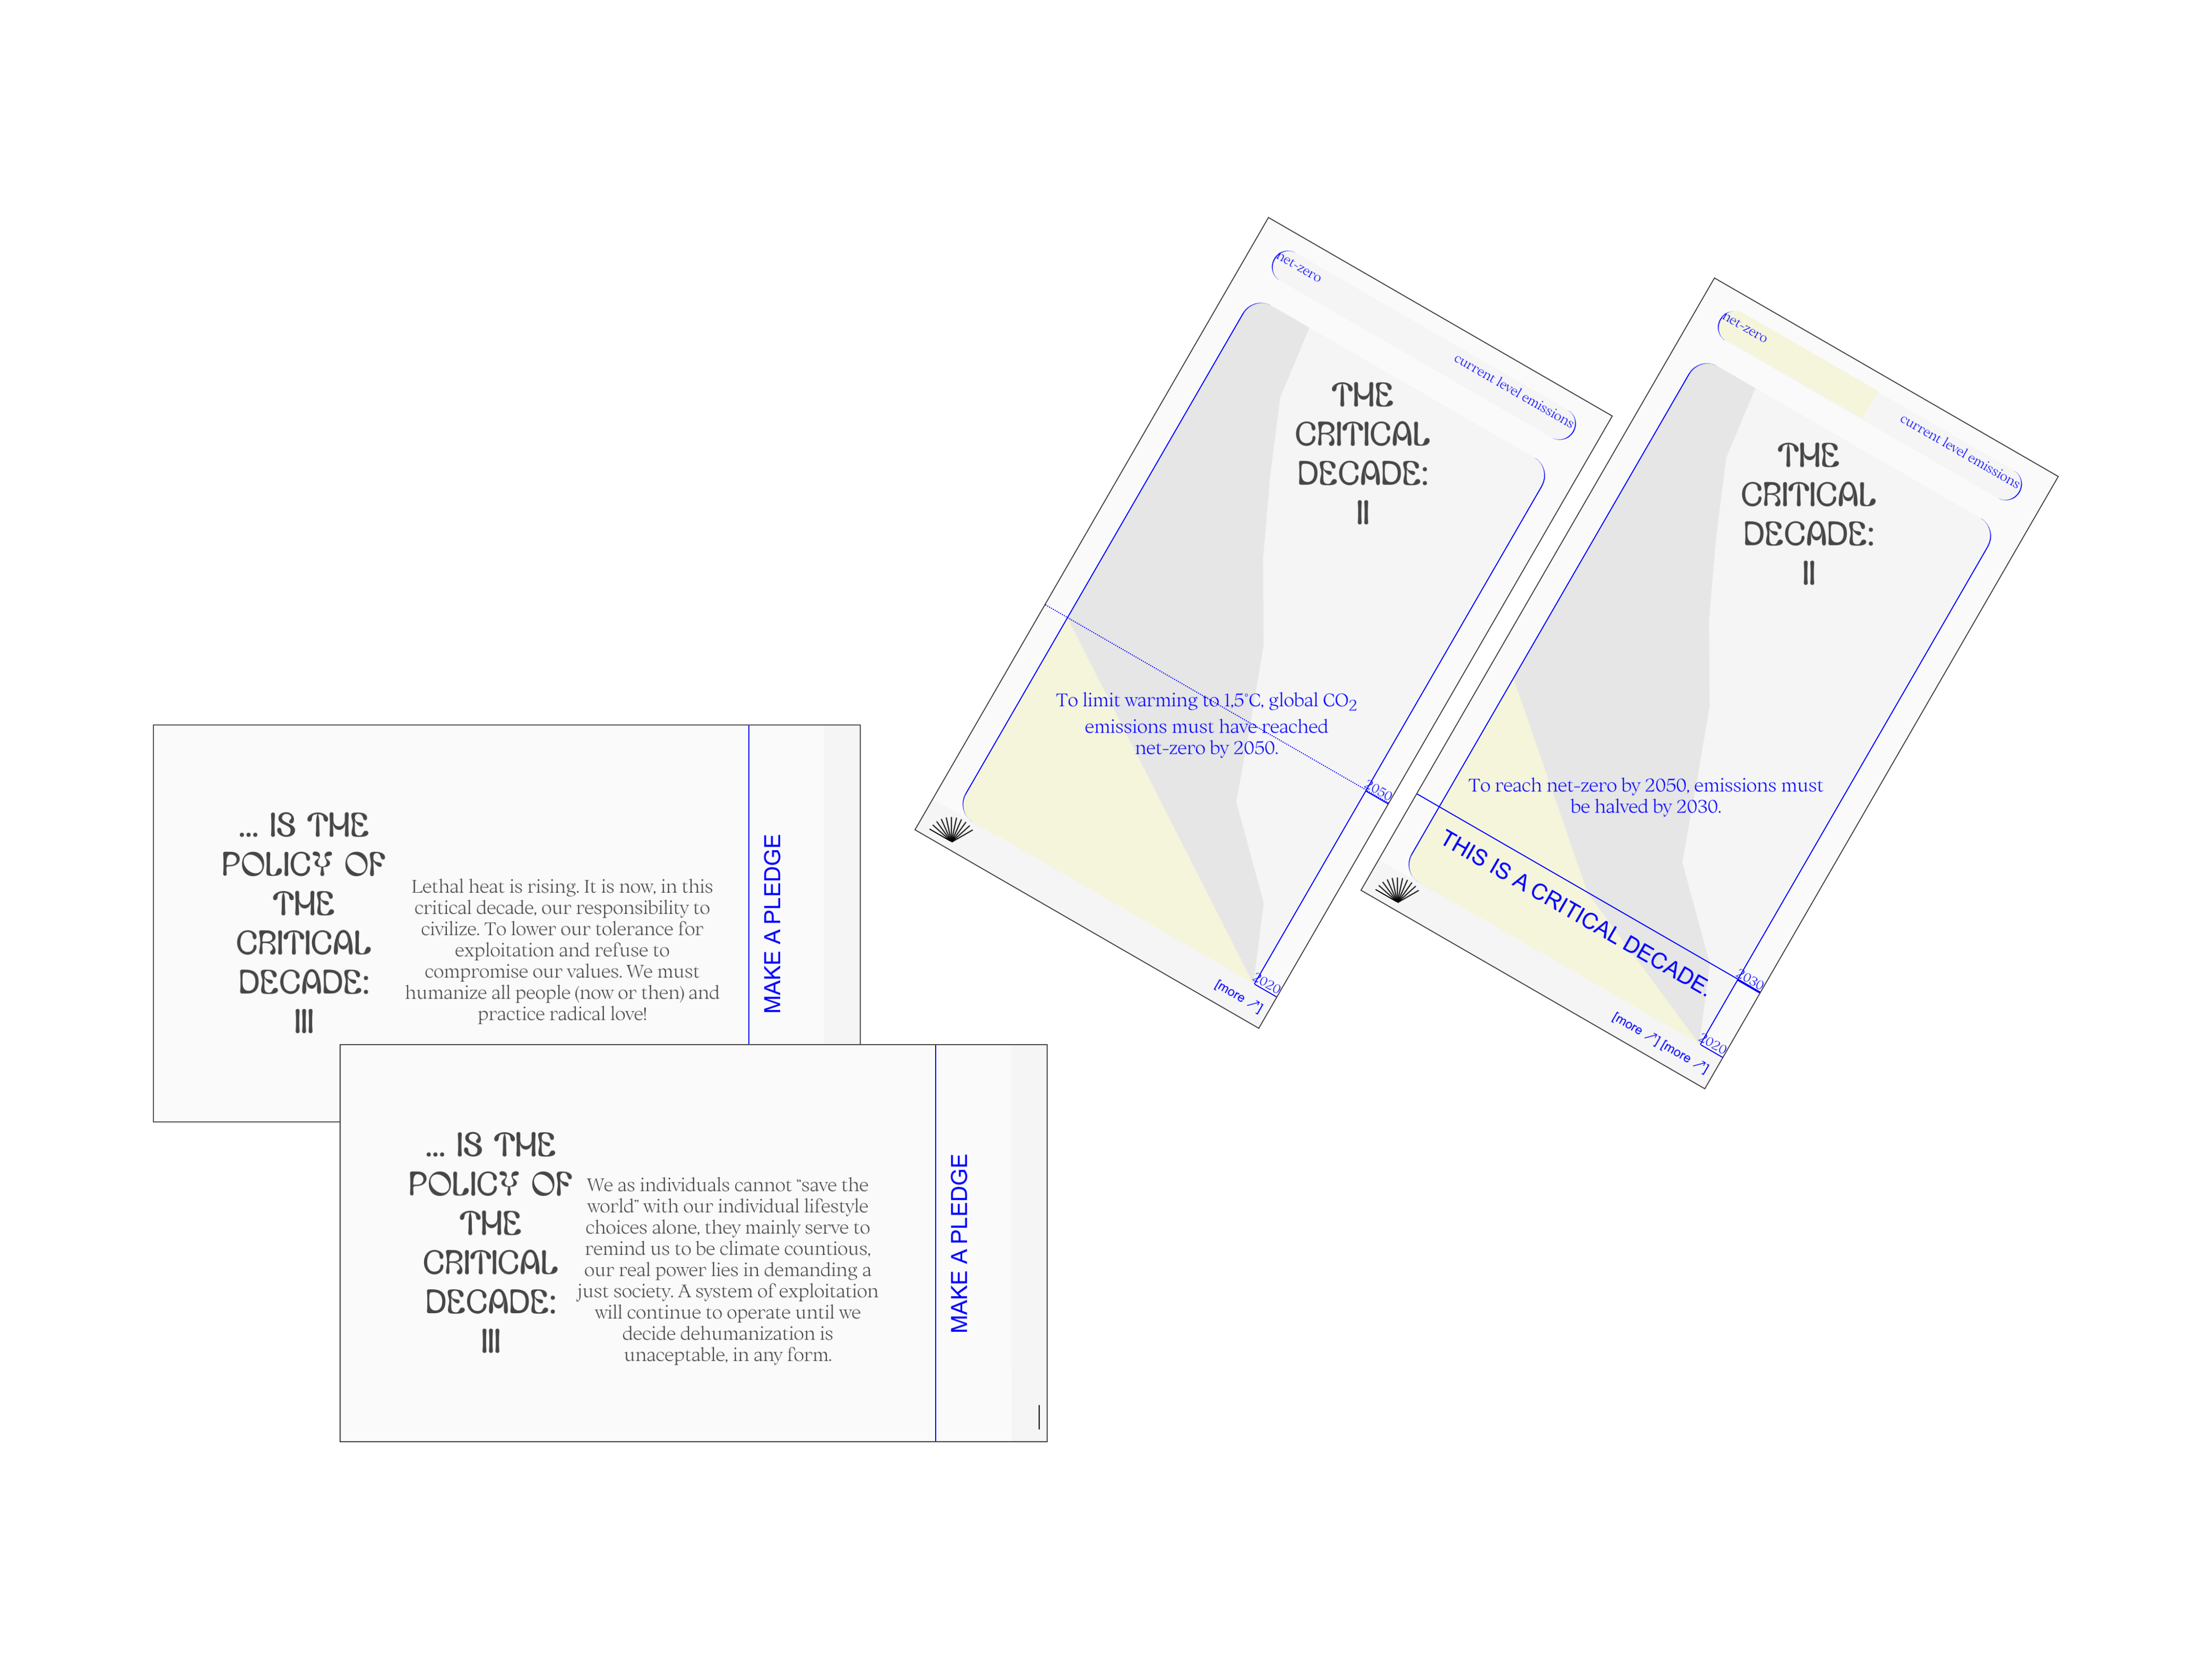 ... IS THE
POLICY OF
THE
CRITICAL
DECADE:
III
Lethal heat is rising. It is now, in this
critical decade, our responsibility to
civilize. To lower our tolerance for
exploitation and refuse to
compromise our values. We must
humanize all people (now or then) and
practice radical love!
MAKE A PLEDGE
... IS THE
POLICY OF
THE
CRITICAL
DECADE:
III
We as individuals cannot “save the
world” with our individual lifestyle
choices alone, they mainly serve to
remind us to be climate countious,
our real power lies in demanding a
just society. A system of exploitation
will continue to operate until we
decide dehumanization is
unaceptable, in any form.
MAKE A PLEDGE
net-zero
current level emissions
THE
CRITICAL
DECADE:
II
To limit warming to 1,5°C, global CO₂
emissions must have reached
net-zero by 2050.
2050
2020
[more ↗]
net-zero
current level emissions
THE
CRITICAL
DECADE:
II
To reach net-zero by 2050, emissions must
be halved by 2030.
THIS IS A CRITICAL DECADE.
2030
2020
[more ↗] [more ↗]